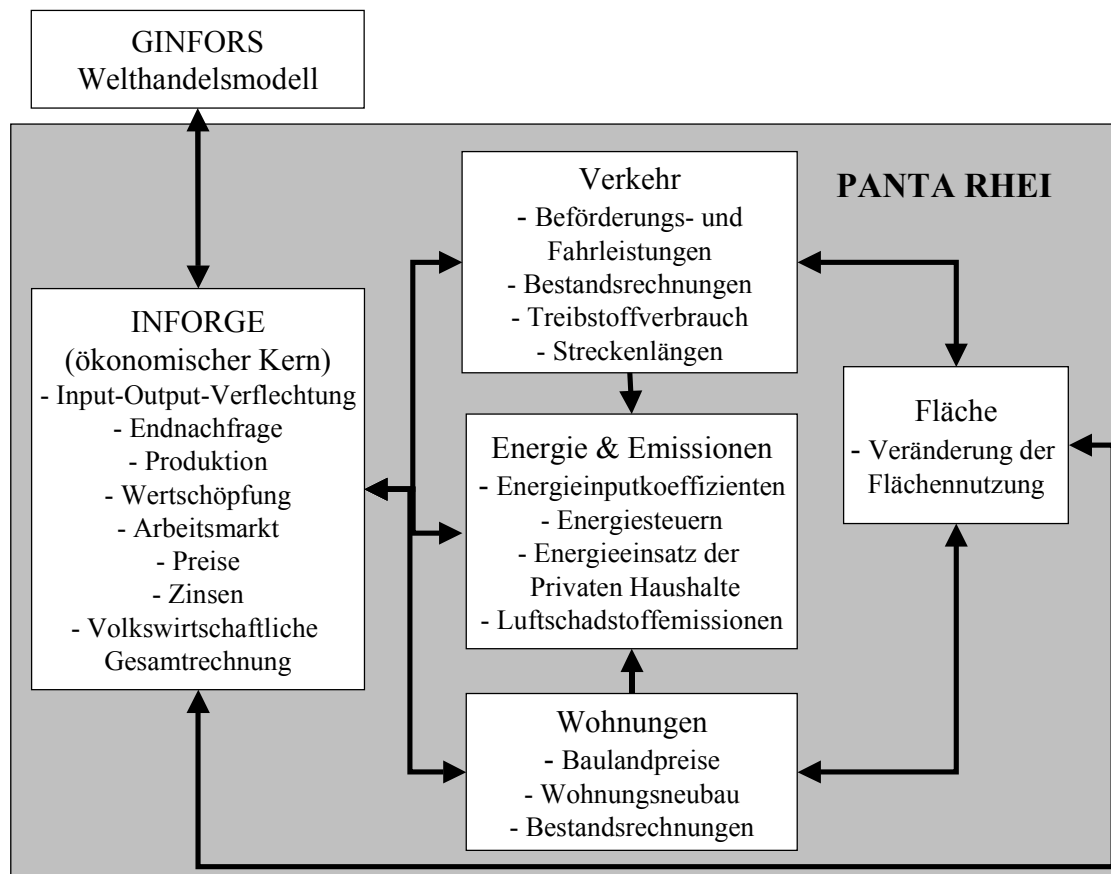 GINFORS
Welthandelsmodell
PANTA RHEI
INFORGE
(ökonomischer Kern)
- Input-Output-Verflechtung
- Endnachfrage
- Produktion
- Wertschöpfung
- Arbeitsmarkt
- Preise
- Zinsen
- Volkswirtschaftliche
Gesamtrechnung
Verkehr
- Beförderungs- und
Fahrleistungen
- Bestandsrechnungen
- Treibstoffverbrauch
- Streckenlängen
Energie & Emissionen
- Energieinputkoeffizienten
- Energiesteuern
- Energieeinsatz der
Privaten Haushalte
- Luftschadstoffemissionen
Wohnungen
- Baulandpreise
- Wohnungsneubau
- Bestandsrechnungen
Fläche
- Veränderung der
Flächennutzung